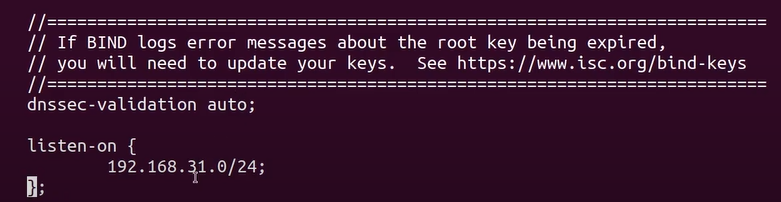 //========================================================================
// If BIND logs error messages about the root key being expired,
// you will need to update your keys.  See https://www.isc.org/bind-keys
//========================================================================
dnssec-validation auto;

listen-on {
        192.168.31.0/24;
};